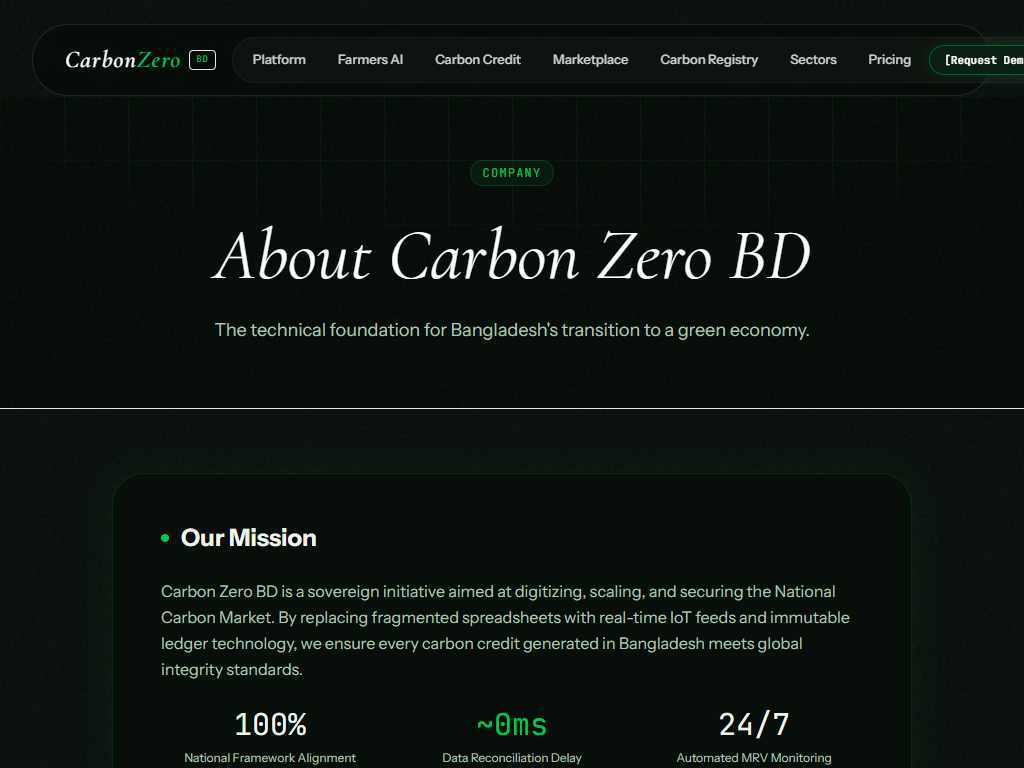 CarbonZero BD Platform Farmers AI Carbon Credit Marketplace Carbon Registry Sectors Pricing [Request
COMPANY
About Carbon Zero BD
The technical foundation for Bangladesh's transition to a green economy.
Our Mission
Carbon Zero BD is a sovereign initiative aimed at digitizing, scaling, and securing the National
Carbon Market. By replacing fragmented spreadsheets with real-time IoT feeds and immutable
ledger technology, we ensure every carbon credit generated in Bangladesh meets global
integrity standards.
100% ~0ms 24/7
National Framework Alignment Data Reconciliation Delay Automated MRV Monitoring